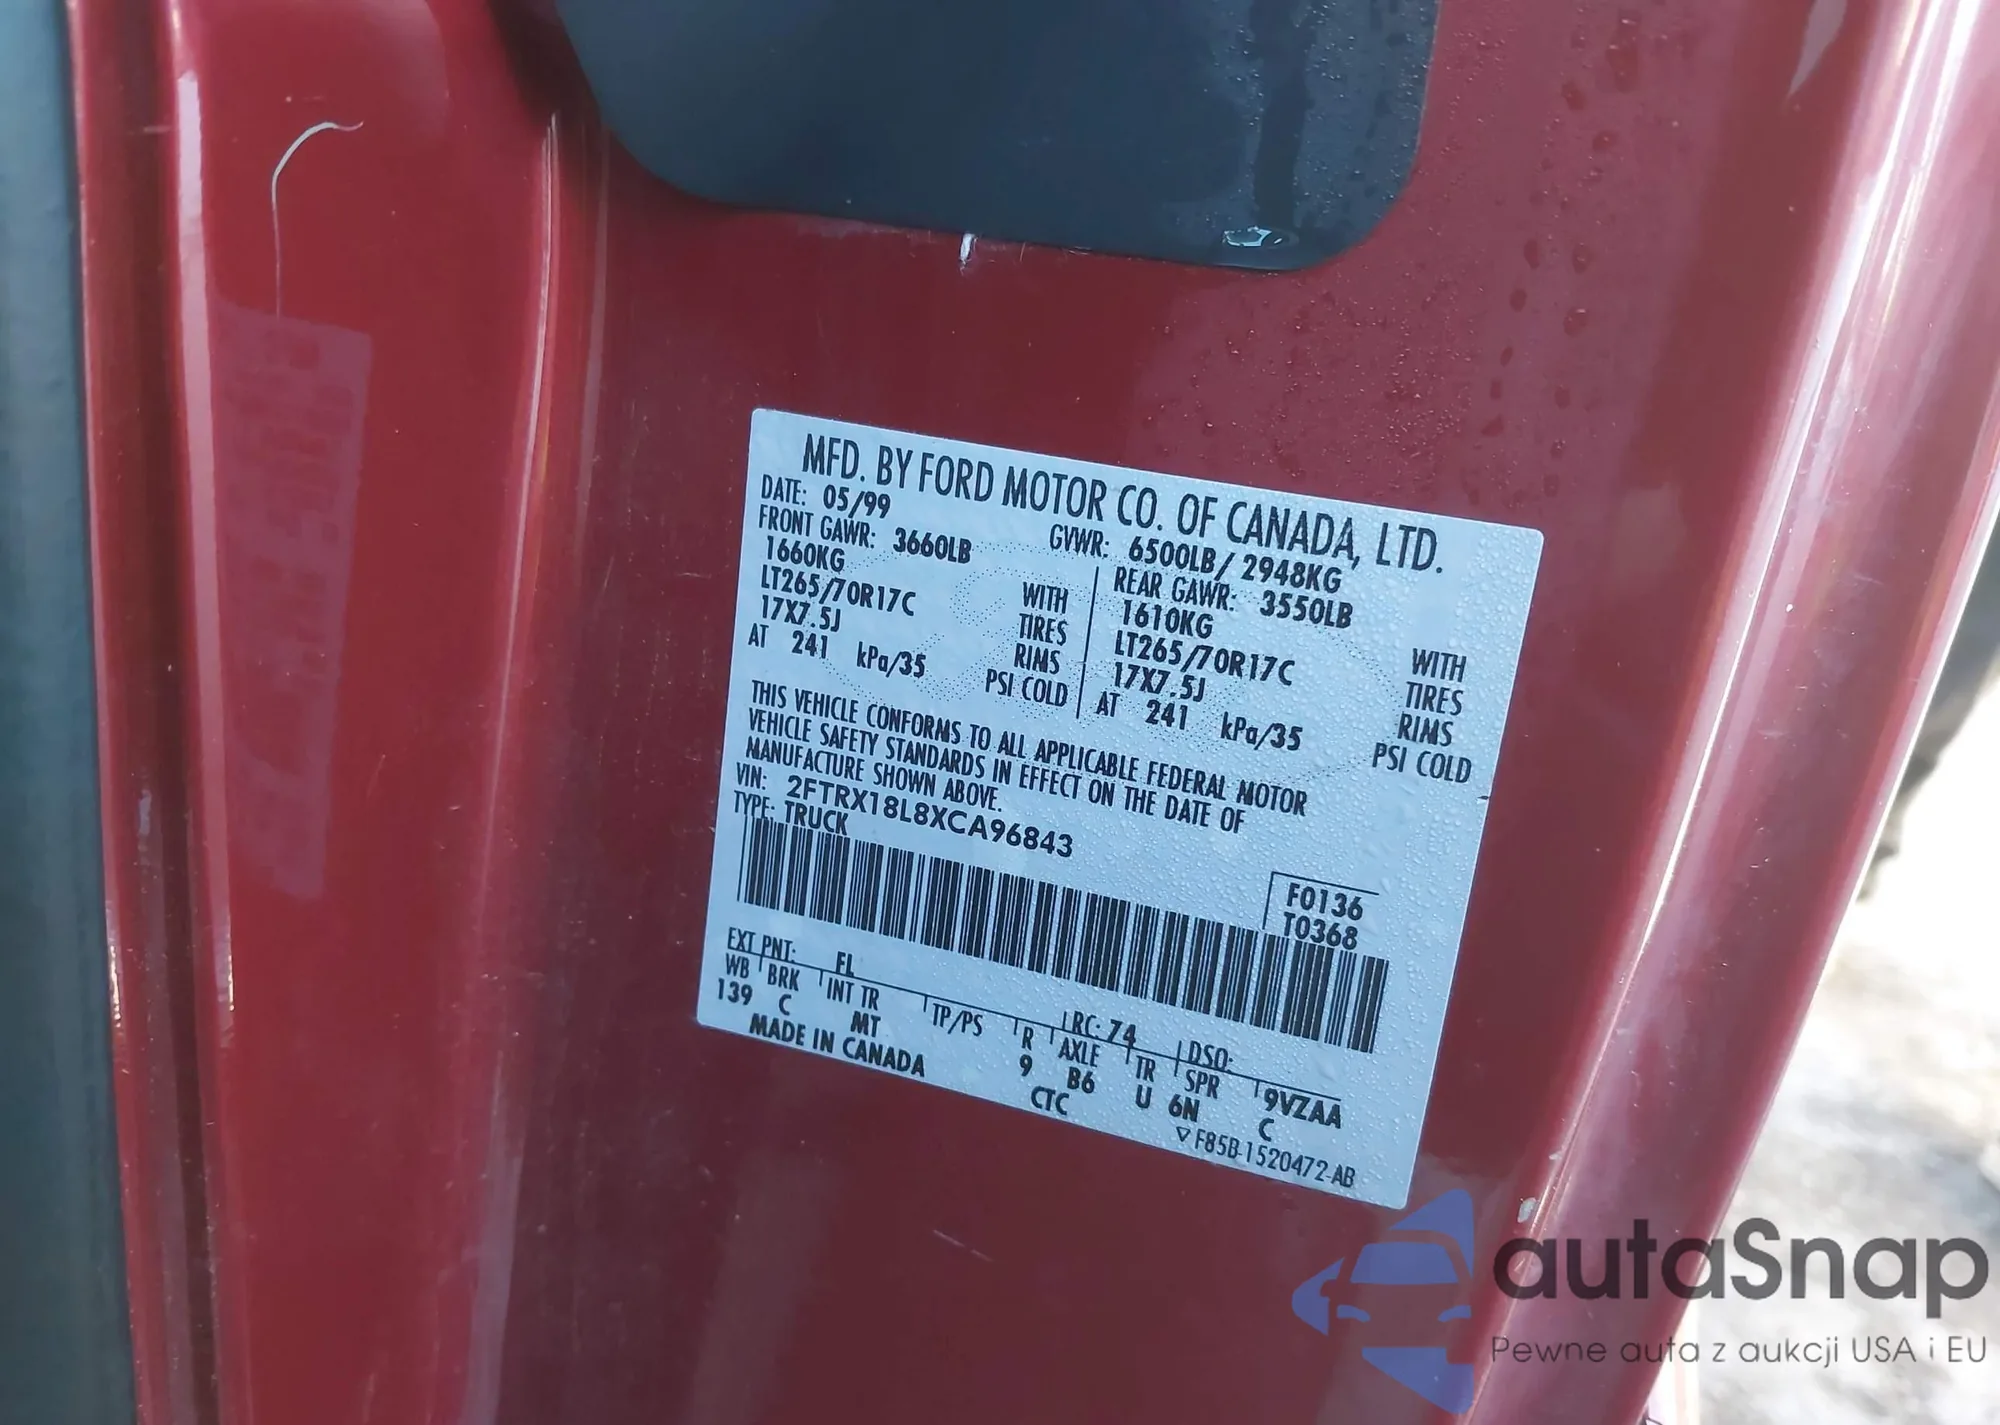 MFD. BY FORD MOTOR CO. OF CANADA, LTD.
DATE: 05/99 GVWR: 6500LB/ 2948KG
FRONT GAWR: 3660LB REAR GAWR: 3550LB
1660KG WITH 1610KG WITH
LT265/70R17C TIRES LT265/70R17C TIRES
17X7.5J RIMS 17X7.5J RIMS
AT 241 kPa/35 PSI COLD AT 241 kPa/35 PSI COLD
THIS VEHICLE CONFORMS TO ALL APPLICABLE FEDERAL MOTOR
VEHICLE SAFETY STANDARDS IN EFFECT ON THE DATE OF
MANUFACTURE SHOWN ABOVE.
VIN: 2FTRX18L8XCA96843
TYPE: TRUCK
F0136
T0368
EXT PNT: FL RC: 74 DSO:
WB BRK INT TR TP/PS R AXLE TR SPR 9VZAA
139 C MT 9 B6 U 6N C
MADE IN CANADA CTC
▽F85B-1520472-AB
autaSnap
Pewne auta z aukcji USA i EU